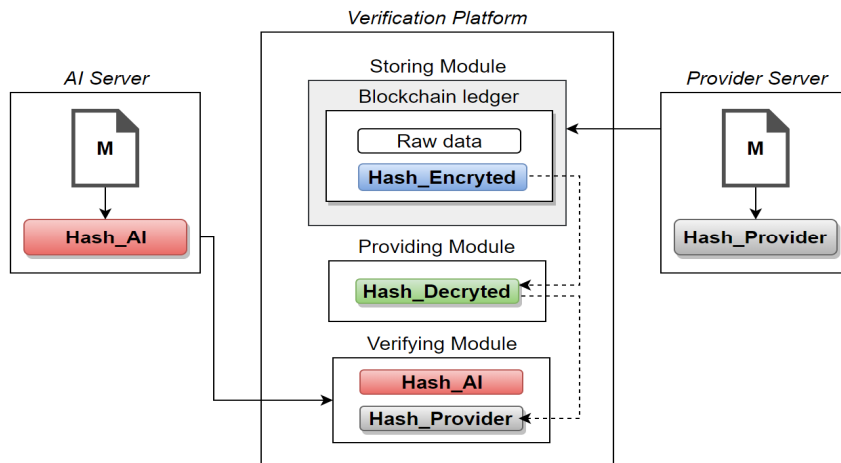 Verification Platform
AI Server
M
Hash_AI
Storing Module
Blockchain ledger
Raw data
Hash_Encryted
Providing Module
Hash_Decryted
Verifying Module
Hash_AI
Hash_Provider
Provider Server
M
Hash_Provider